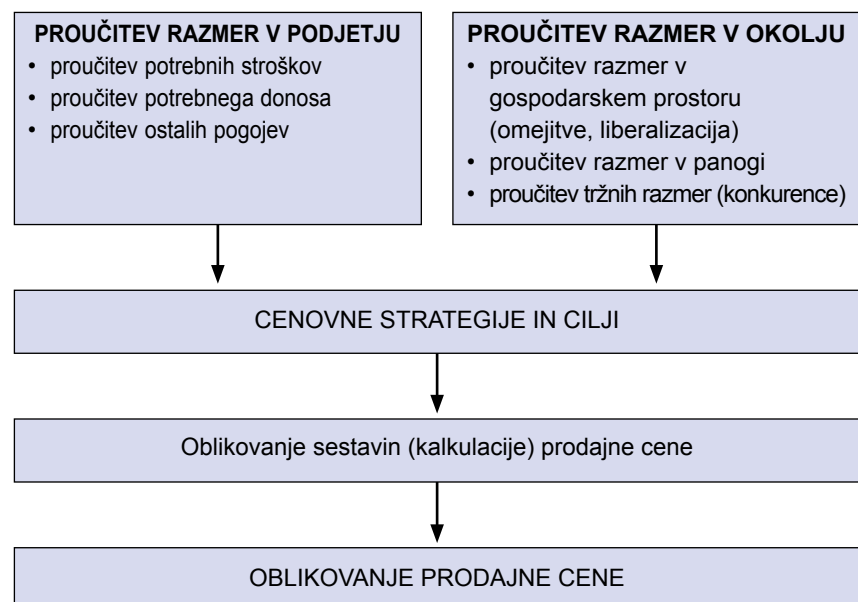 PROUČITEV RAZMER V PODJETJU
• proučitev potrebnih stroškov
• proučitev potrebnega donosa
• proučitev ostalih pogojev
PROUČITEV RAZMER V OKOLJU
• proučitev razmer v
gospodarskem prostoru
(omejitve, liberalizacija)
• proučitev razmer v panogi
• proučitev tržnih razmer (konkurence)
CENOVNE STRATEGIJE IN CILJI
Oblikovanje sestavin (kalkulacije) prodajne cene
OBLIKOVANJE PRODAJNE CENE